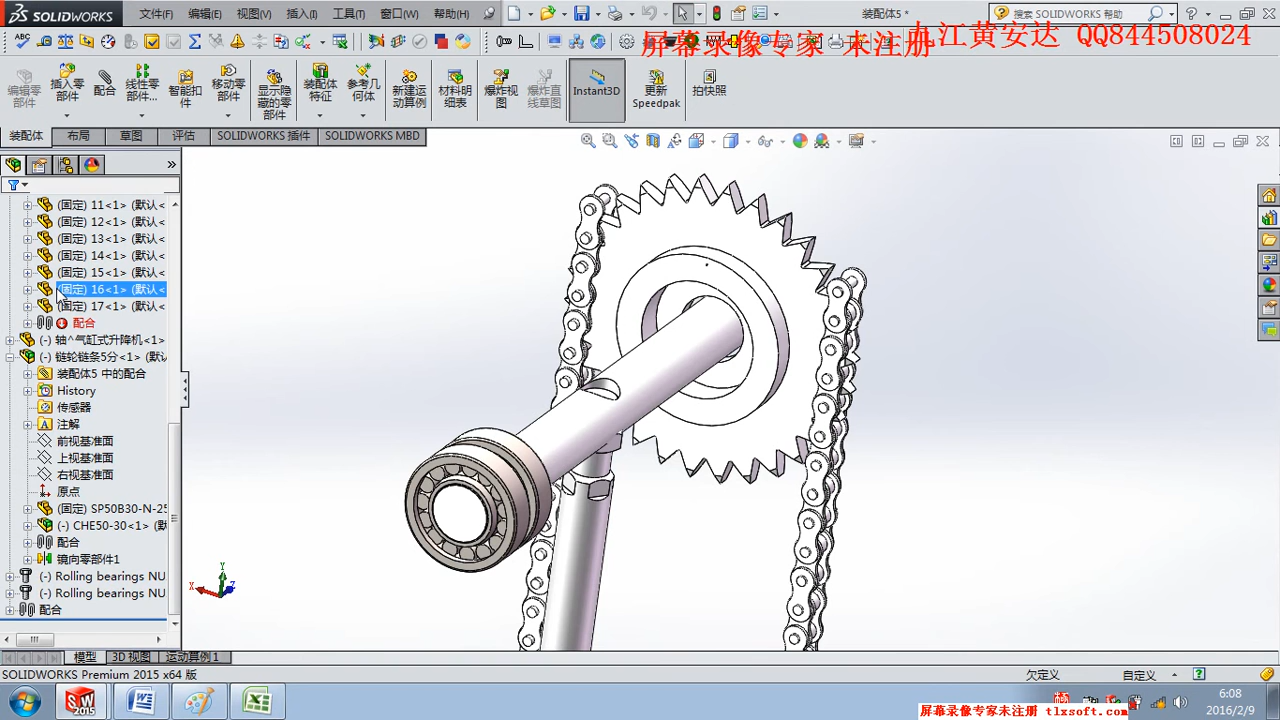 SOLIDWORKS
文件(F)
编辑(E)
视图(V)
插入(I)
工具(T)
窗口(W)
帮助(H)
装配体5 *
搜索 SOLIDWORKS 帮助
屏幕录像专家 未注册
九江黄安达 QQ844508024
编辑零部件
插入零部件
配合
线性零部件...
智能扣件
移动零部件
显示隐藏的零部件
装配体特征
参考几何体
新建运动算例
材料明细表
爆炸视图
爆炸直线草图
Instant3D
更新 Speedpak
拍快照
装配体
布局
草图
评估
SOLIDWORKS 插件
SOLIDWORKS MBD
(固定) 11<1> (默认<
(固定) 12<1> (默认<
(固定) 13<1> (默认<
(固定) 14<1> (默认<
(固定) 15<1> (默认<
(固定) 16<1> (默认<
(固定) 17<1> (默认<
配合
(-) 轴^气缸式升降机<1>
(-) 链轮链条5分<1> (默认
装配体5 中的配合
History
传感器
注解
前视基准面
上视基准面
右视基准面
原点
(固定) SP50B30-N-25
(-) CHE50-30<1> (默
配合
镜向零部件1
(-) Rolling bearings NU
(-) Rolling bearings NU
配合
Y
X
Z
模型
3D 视图
运动算例1
SOLIDWORKS Premium 2015 x64 版
欠定义
自定义
SW
2015
6:08
2016/2/9
屏幕录像专家未注册 tlxsoft.com